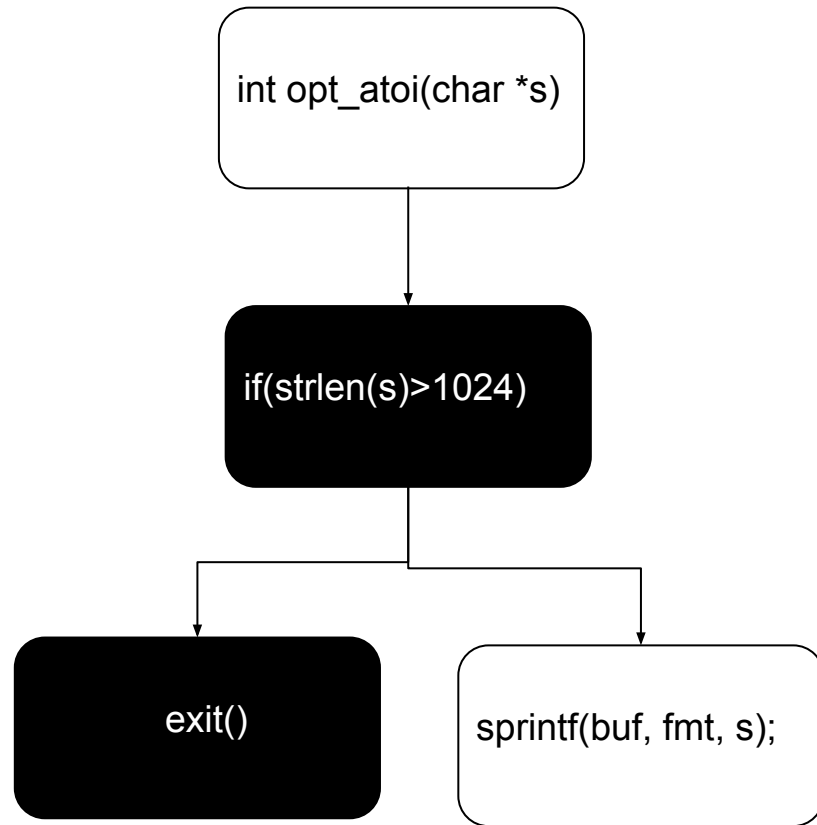 int opt_atoi(char *s)
if(strlen(s)>1024)
exit()
sprintf(buf, fmt, s);